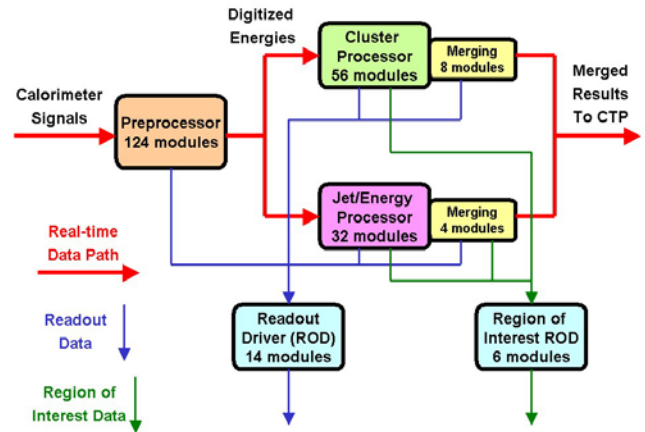 Digitized
Energies
Cluster
Processor
56 modules
Merging
8 modules
Merged
Results
To CTP
Calorimeter
Signals
Preprocessor
124 modules
Jet/Energy
Processor
32 modules
Merging
4 modules
Real-time
Data Path
Readout
Data
Readout
Driver (ROD)
14 modules
Region of
Interest ROD
6 modules
Region of
Interest Data